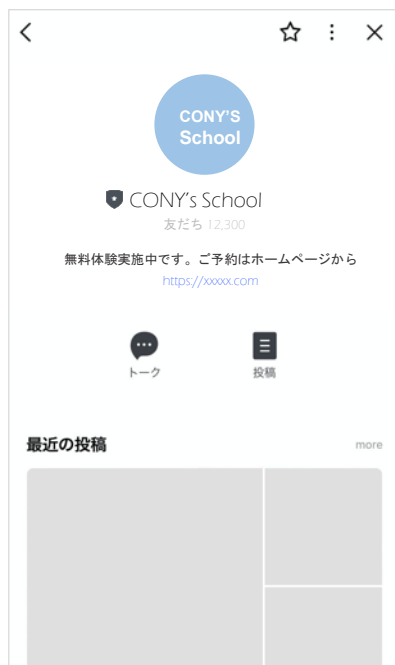 CONY'S
School
CONY's School
友だち 12,300
無料体験実施中です。ご予約はホームページから
https://xxxxx.com
トーク
投稿
最近の投稿
more